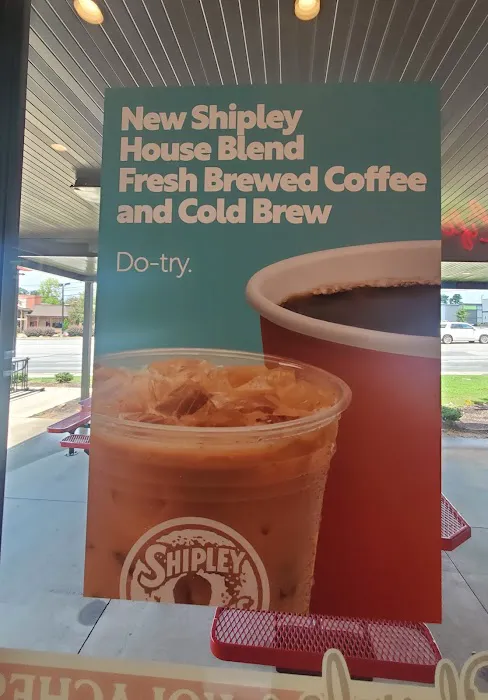 New Shipley
House Blend
Fresh Brewed Coffee
and Cold Brew
Do-try.
SHIPLEY